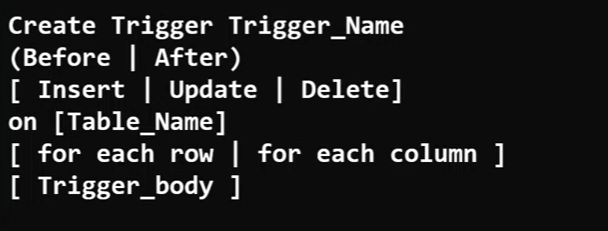 Create Trigger Trigger_Name
(Before | After)
[ Insert | Update | Delete]
on [Table_Name]
[ for each row | for each column ]
[ Trigger_body ]